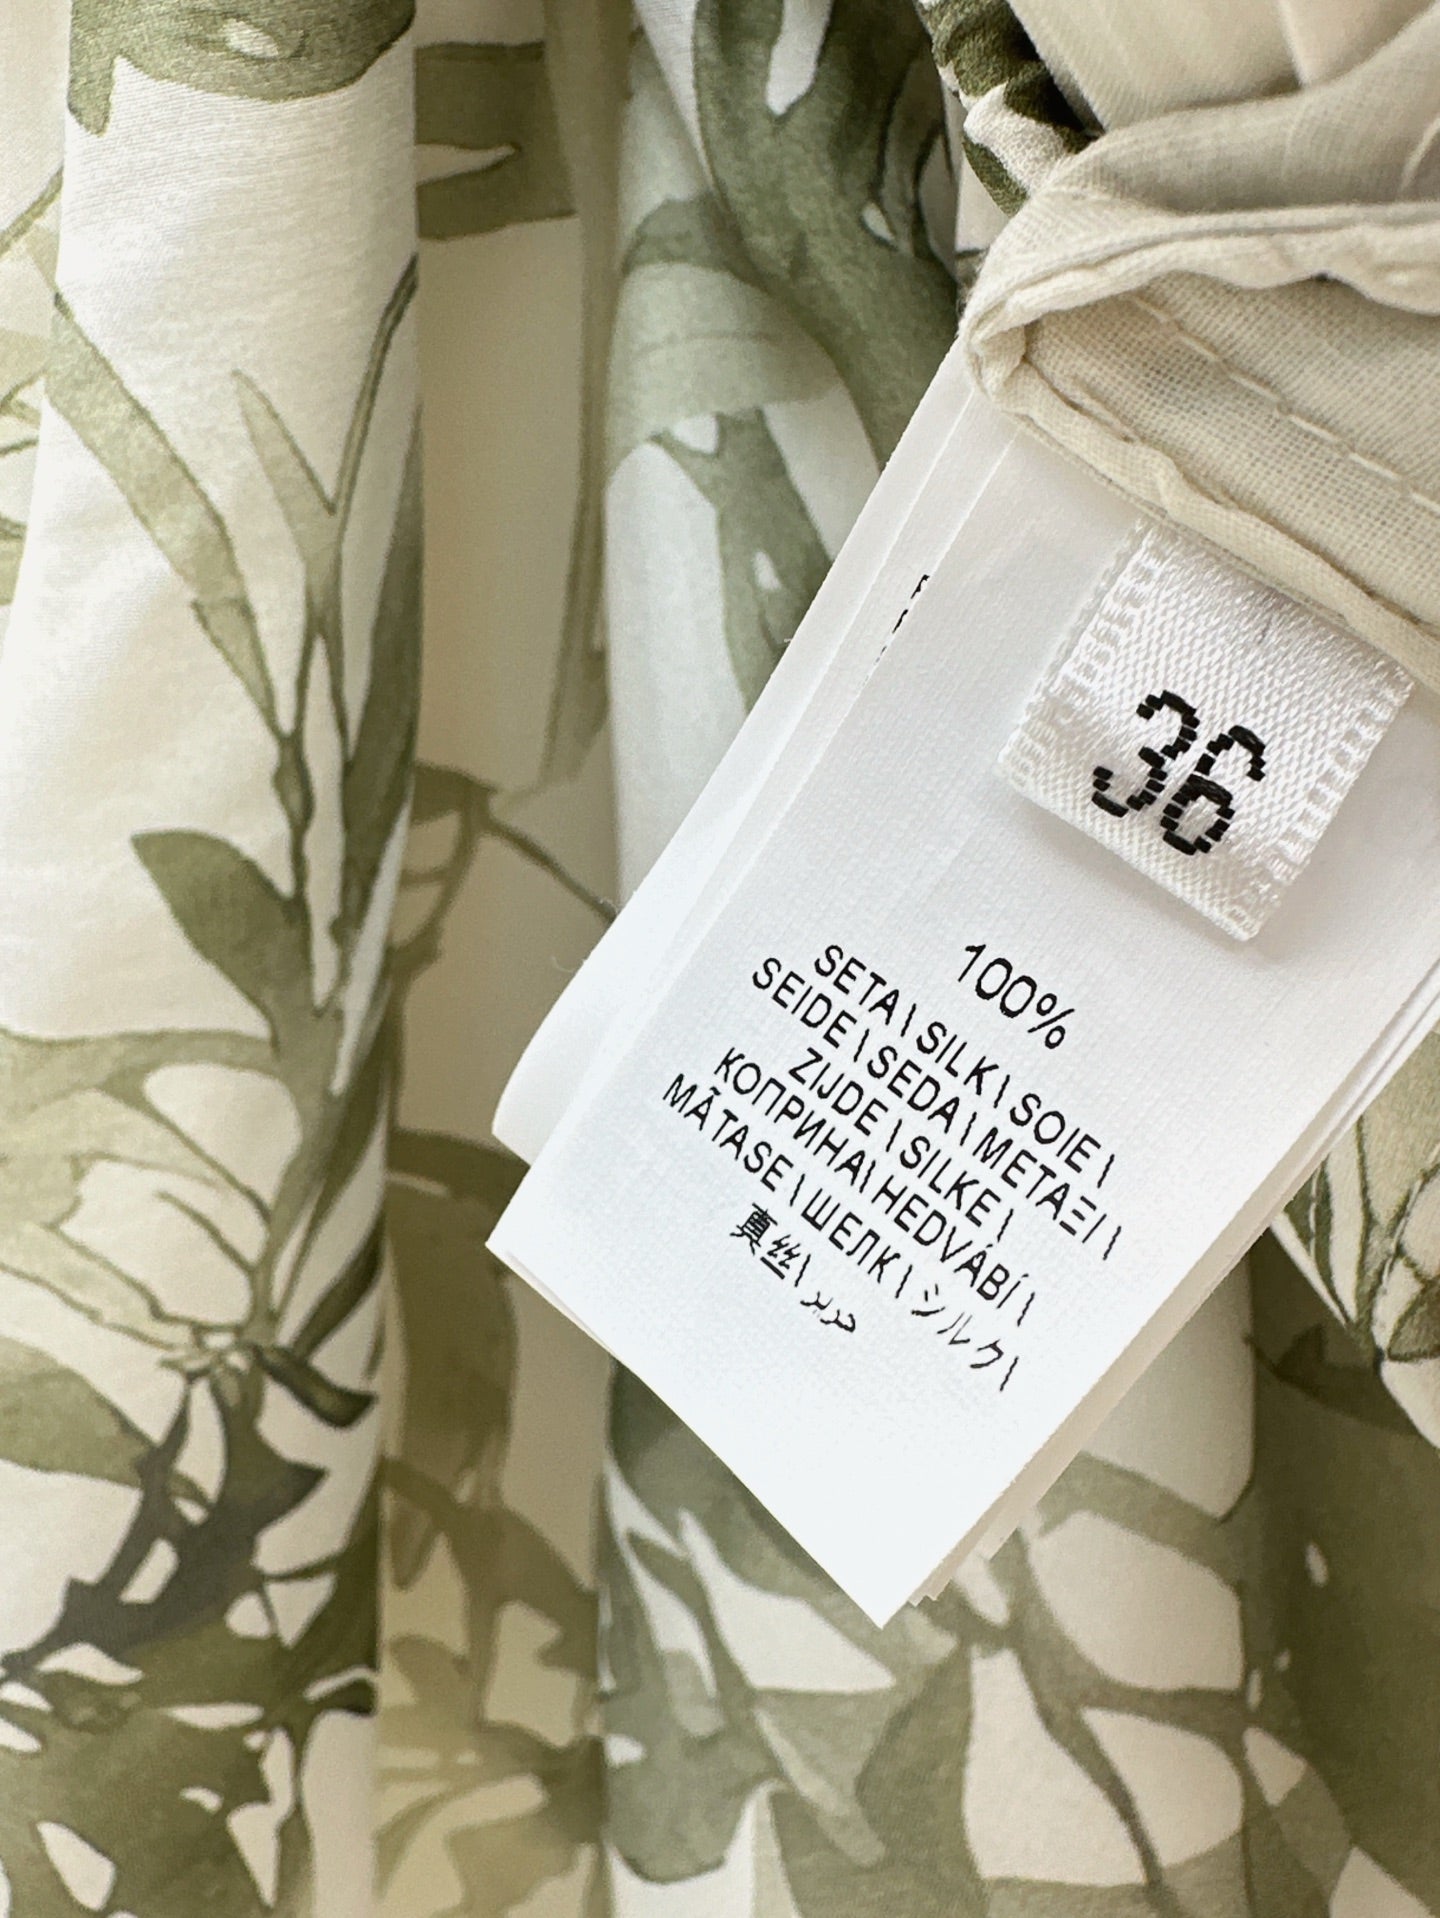 36
100%
SETA \ SILK \ SOIE \
SEIDE \ SEDA \ ΜΕΤΑΞΙ \
ZIJDE \ SILKE \
КОПРИНА\ HEDVÁBÍ \
MÃTASE \ ШЕЛК \ シルク \
真丝\ حرير